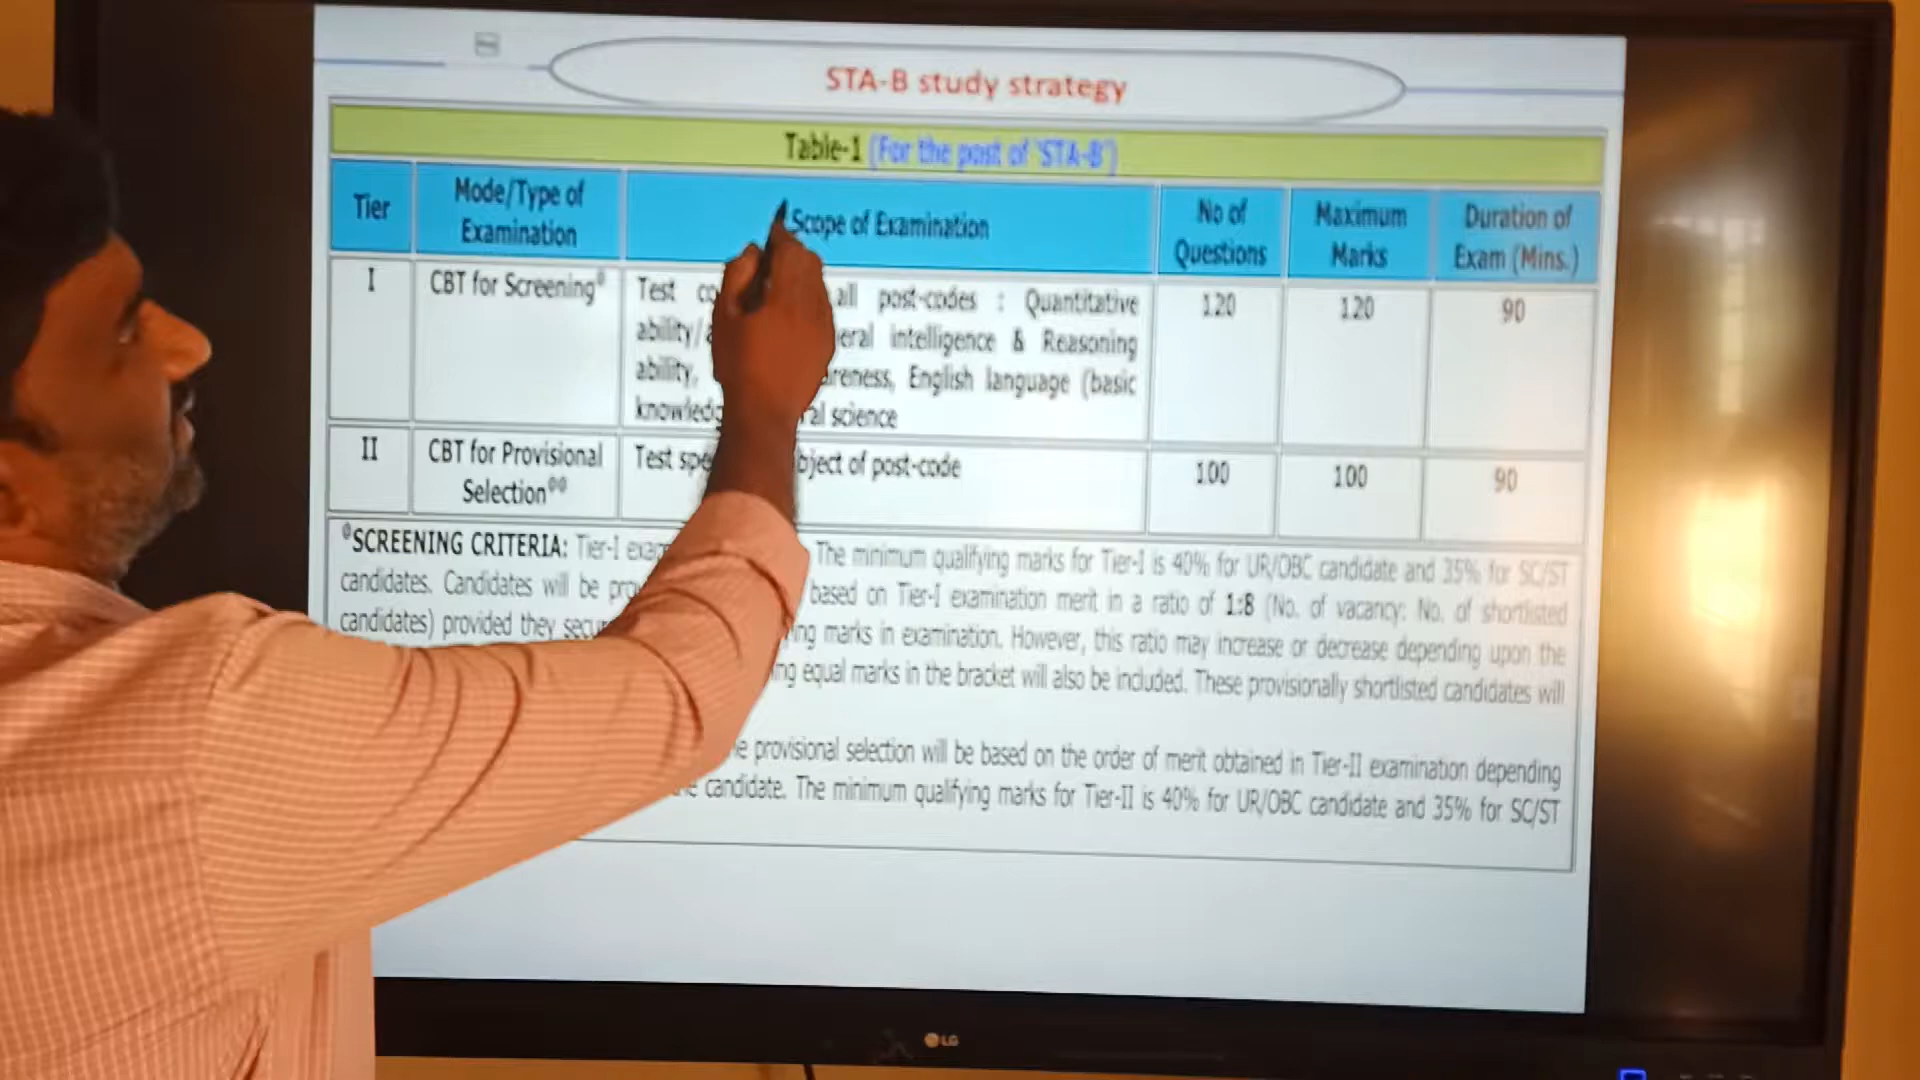 STA-B study strategy
Table-1 (For the post of 'STA-B')
Tier
Mode/Type of
Examination
Scope of Examination
No of
Questions
Maximum
Marks
Duration of
Exam (Mins.)
I
CBT for Screening@
Test all post-codes : Quantitative
ability/ intelligence & Reasoning
ability, English language (basic
science
120
120
90
II
CBT for Provisional
Selection@@
Test of post-code
100
100
90
@SCREENING CRITERIA: Tier-I The minimum qualifying marks for Tier-I is 40% for UR/OBC candidate and 35% for SC/ST
candidates. Candidates will be based on Tier-I examination merit in a ratio of 1:8 (No. of vacancy: No. of shortlisted
candidates) provided they marks in examination. However, this ratio may increase or decrease depending upon the
equal marks in the bracket will also be included. These provisionally shortlisted candidates will
provisional selection will be based on the order of merit obtained in Tier-II examination depending
candidate. The minimum qualifying marks for Tier-II is 40% for UR/OBC candidate and 35% for SC/ST
LG